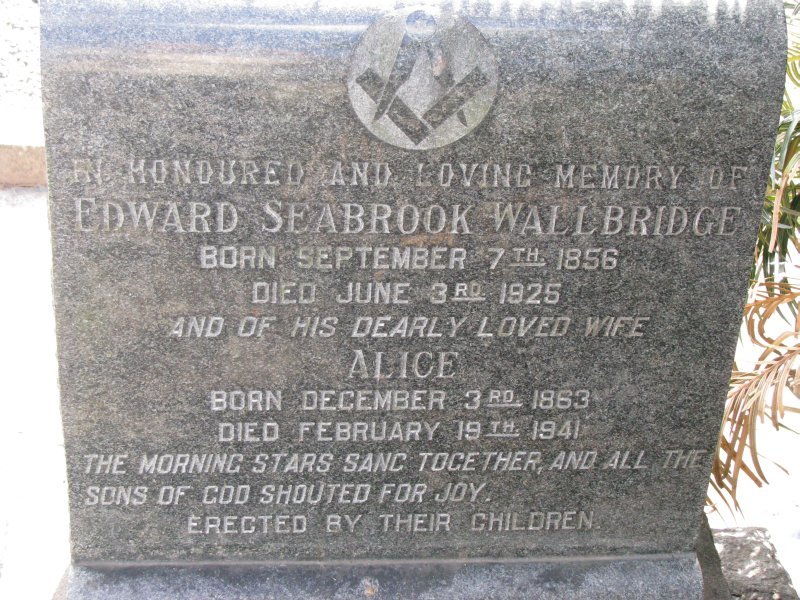 IN HONOURED AND LOVING MEMORY OF
EDWARD SEABROOK WALLBRIDGE
BORN SEPTEMBER 7TH 1856
DIED JUNE 3RD 1925
AND OF HIS DEARLY LOVED WIFE
ALICE
BORN DECEMBER 3RD 1863
DIED FEBRUARY 19TH 1941
THE MORNING STARS SANG TOGETHER, AND ALL THE
SONS OF GOD SHOUTED FOR JOY.
ERECTED BY THEIR CHILDREN.